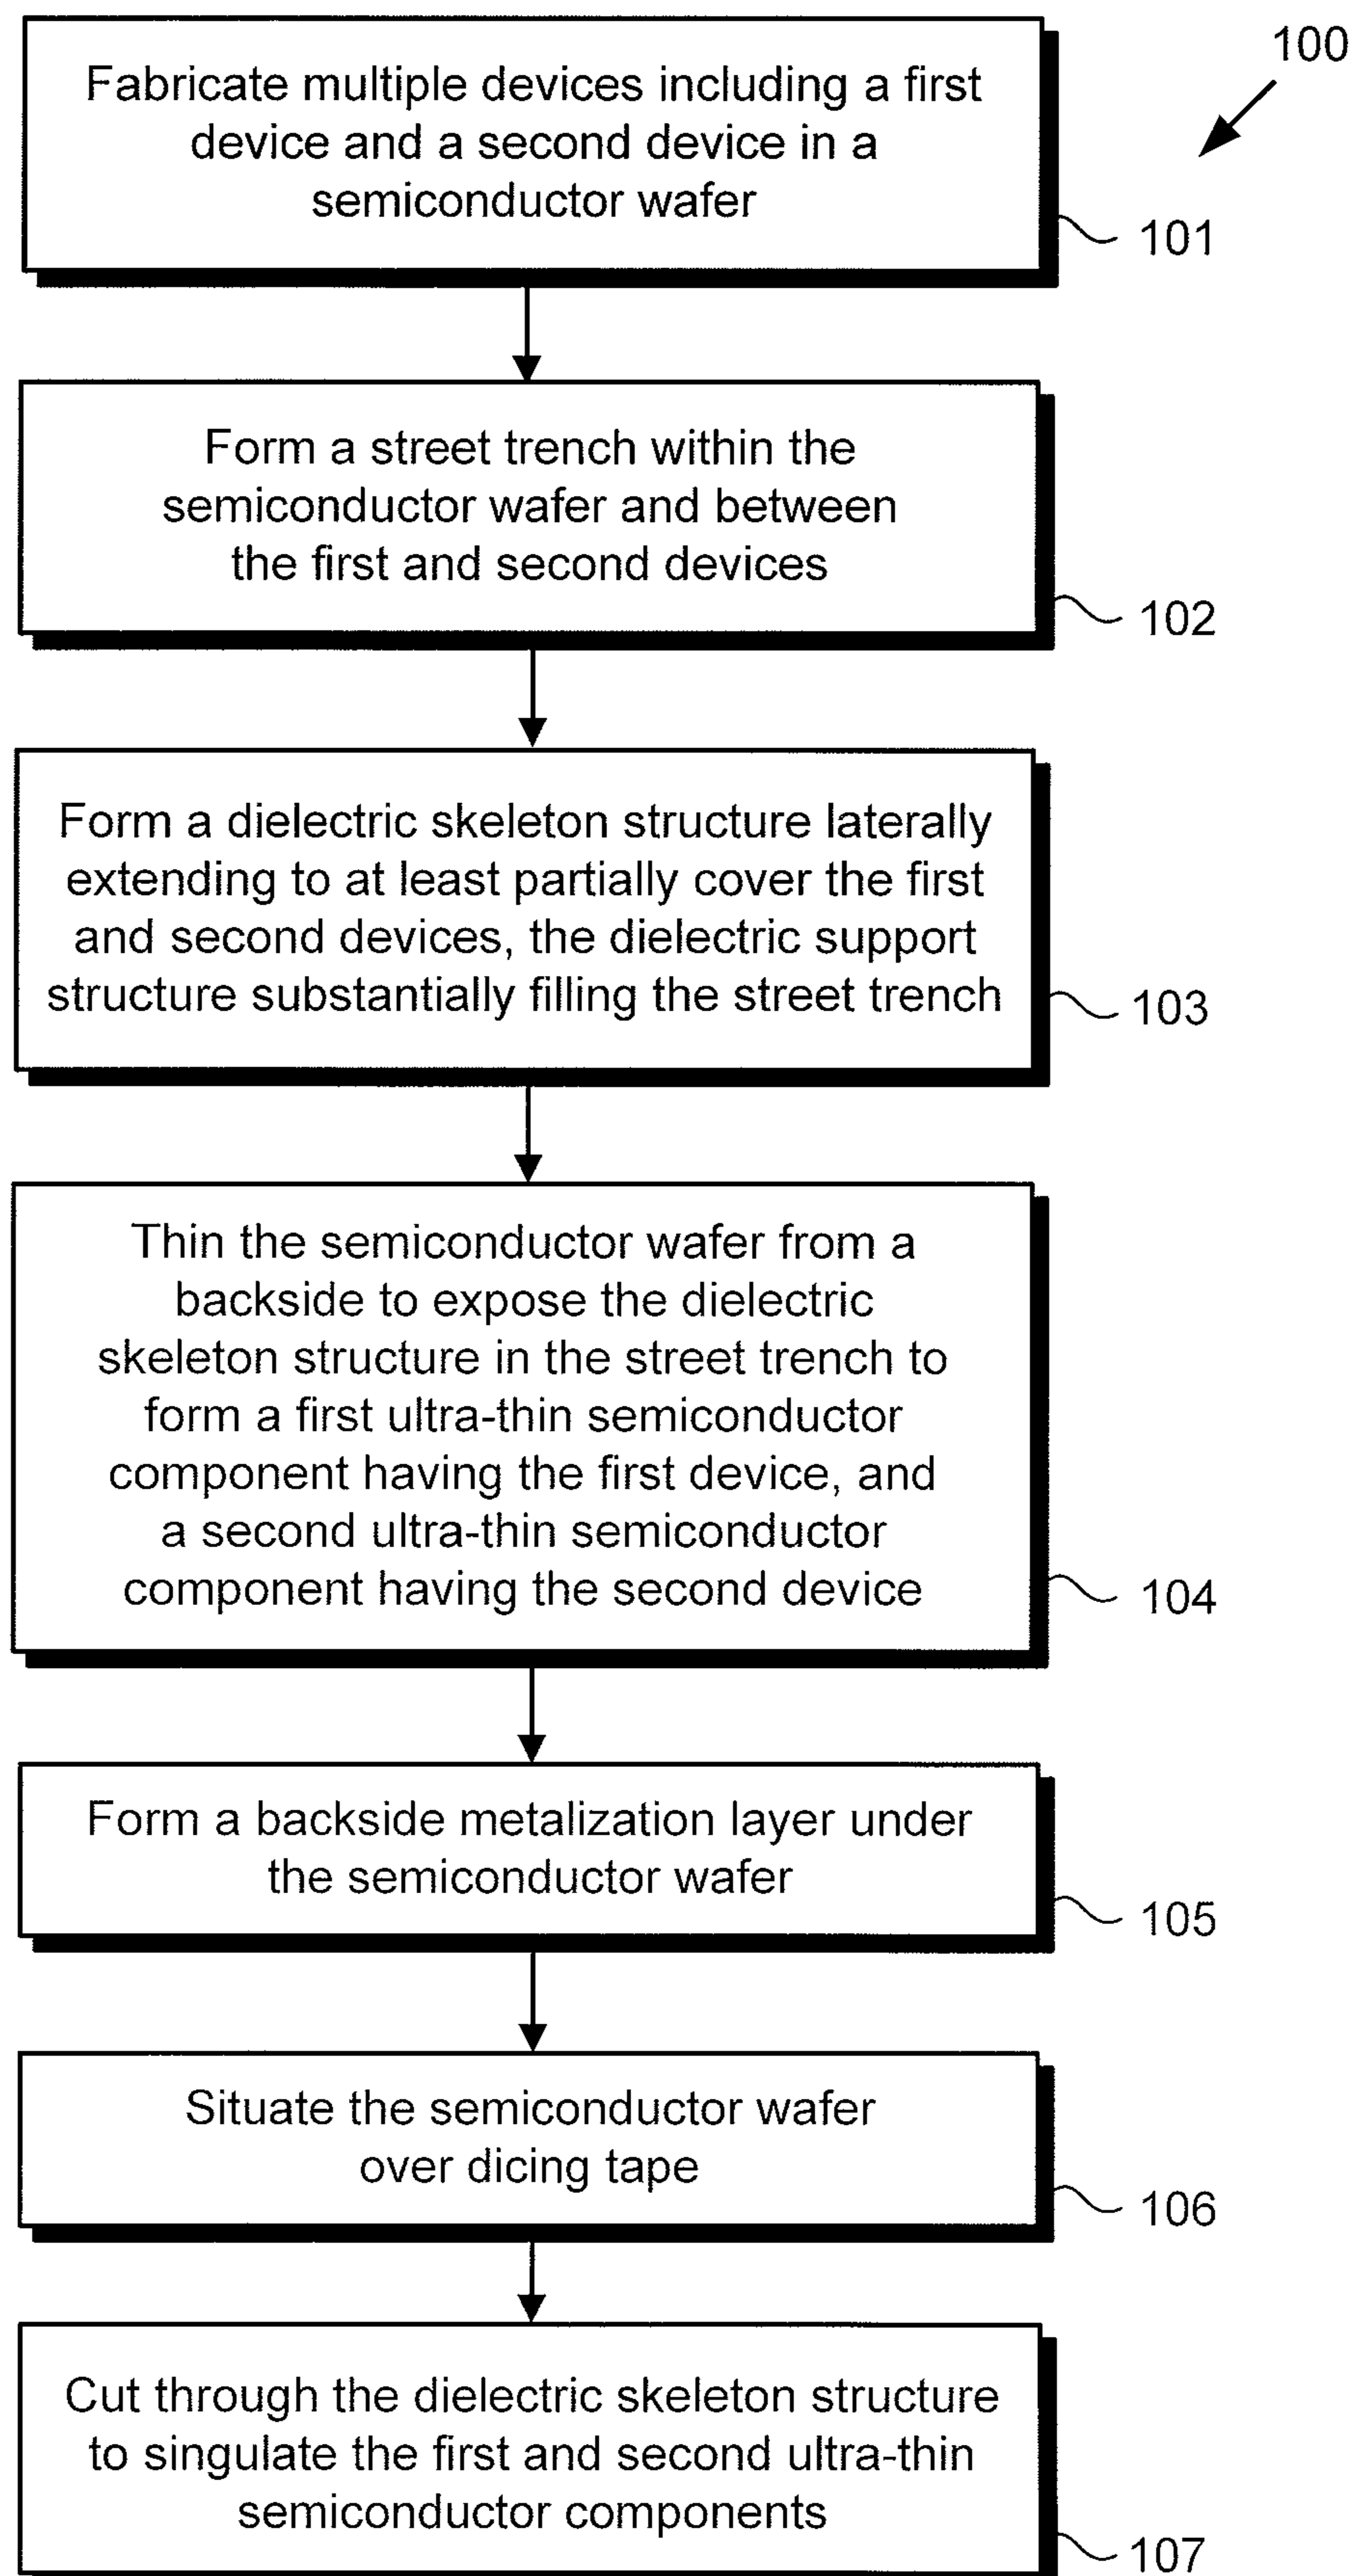 100
Fabricate multiple devices including a first
device and a second device in a
semiconductor wafer
101
Form a street trench within the
semiconductor wafer and between
the first and second devices
102
Form a dielectric skeleton structure laterally
extending to at least partially cover the first
and second devices, the dielectric support
structure substantially filling the street trench
103
Thin the semiconductor wafer from a
backside to expose the dielectric
skeleton structure in the street trench to
form a first ultra-thin semiconductor
component having the first device, and
a second ultra-thin semiconductor
component having the second device
104
Form a backside metalization layer under
the semiconductor wafer
105
Situate the semiconductor wafer
over dicing tape
106
Cut through the dielectric skeleton structure
to singulate the first and second ultra-thin
semiconductor components
107